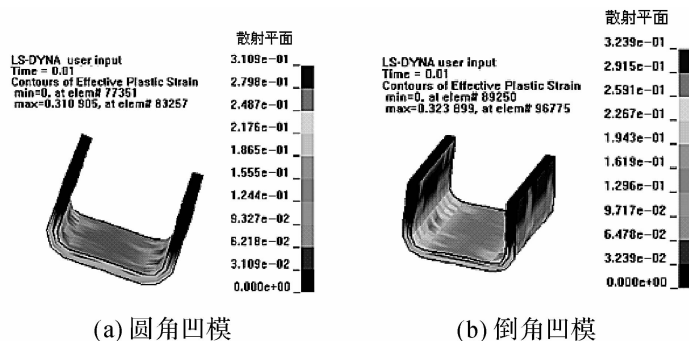 散射平面
LS-DYNA user input
Time = 0.01
Contours of Effective Plastic Strain
min=0, at elem# 77351
max=0.310 905, at elem# 83257
3.109e-01
2.798e-01
2.487e-01
2.176e-01
1.865e-01
1.555e-01
1.244e-01
9.327e-02
6.218e-02
3.109e-02
0.000e+00
(a) 圆角凹模
散射平面
LS-DYNA user input
Time = 0.01
Contours of Effective Plastic Strain
min=0, at elem# 89250
max=0.323 899, at elem# 96775
3.239e-01
2.915e-01
2.591e-01
2.267e-01
1.943e-01
1.619e-01
1.296e-01
9.717e-02
6.478e-02
3.239e-02
0.000e+00
(b) 倒角凹模